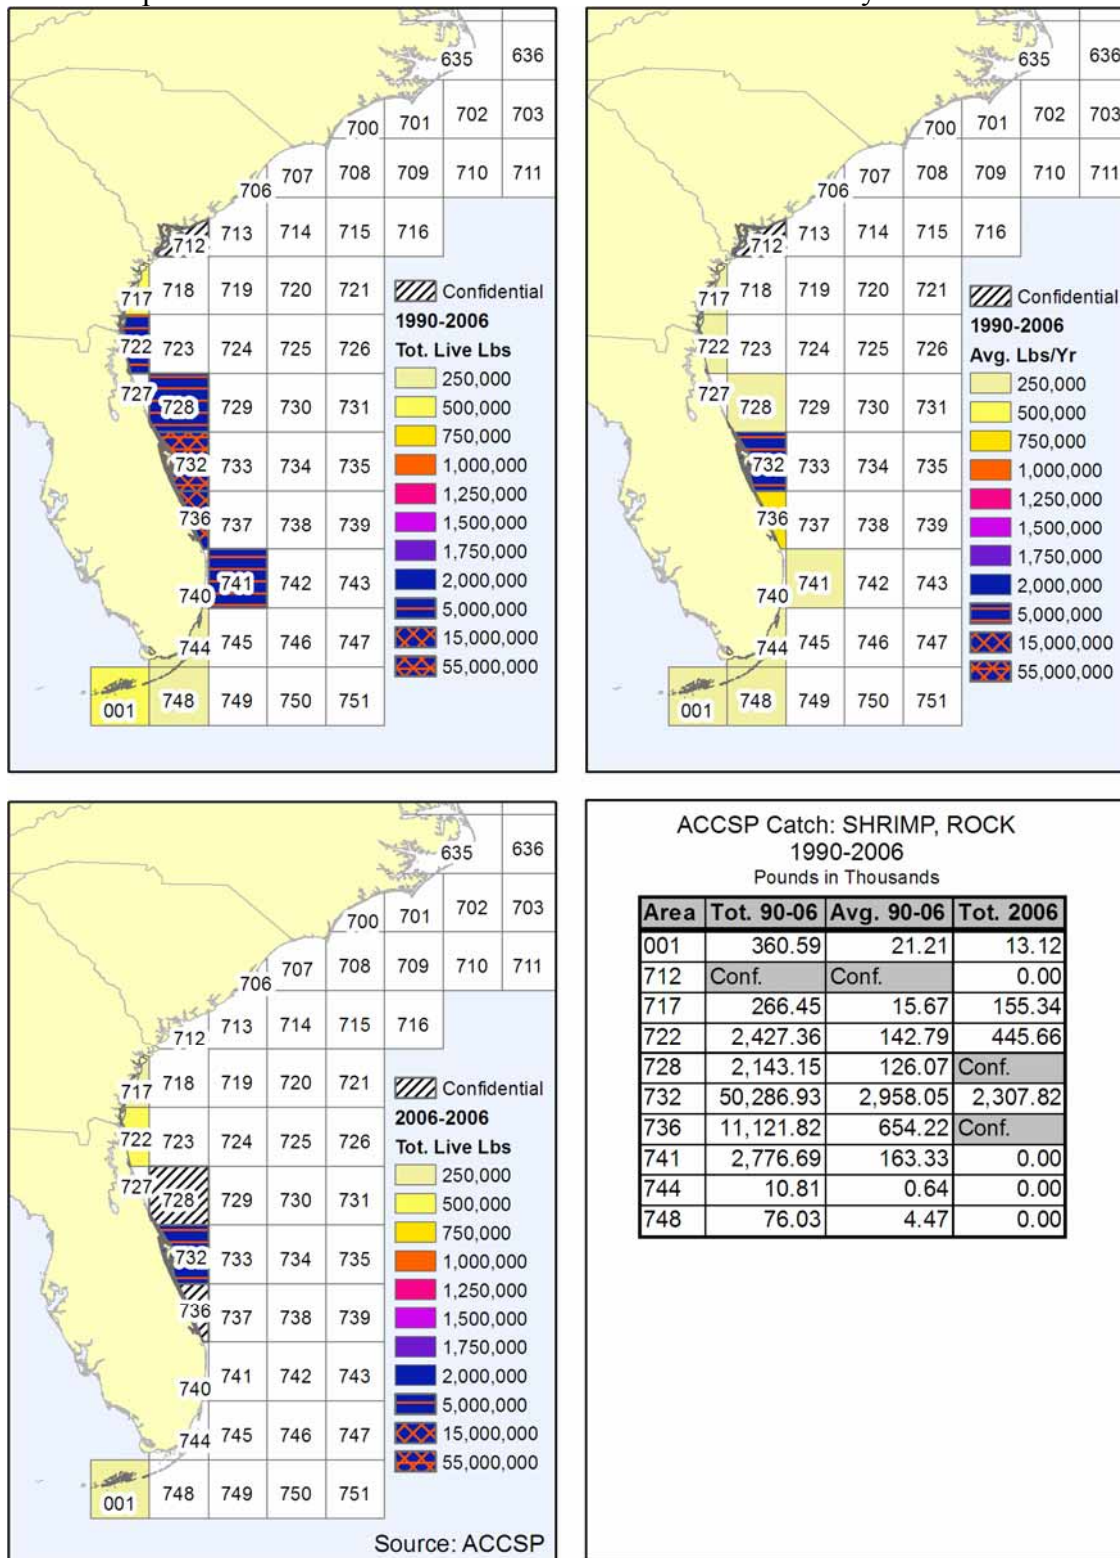 635 636
700 701 702 703
706 707 708 709 710 711
712 713 714 715 716
717 718 719 720 721
722 723 724 725 726
727 728 729 730 731
732 733 734 735
736 737 738 739
740 741 742 743
744 745 746 747
001 748 749 750 751
Confidential
1990-2006
Tot. Live Lbs
250,000
500,000
750,000
1,000,000
1,250,000
1,500,000
1,750,000
2,000,000
5,000,000
15,000,000
55,000,000
635 636
700 701 702 703
706 707 708 709 710 711
712 713 714 715 716
717 718 719 720 721
722 723 724 725 726
727 728 729 730 731
732 733 734 735
736 737 738 739
740 741 742 743
744 745 746 747
001 748 749 750 751
Confidential
1990-2006
Avg. Lbs/Yr
250,000
500,000
750,000
1,000,000
1,250,000
1,500,000
1,750,000
2,000,000
5,000,000
15,000,000
55,000,000
635 636
700 701 702 703
706 707 708 709 710 711
712 713 714 715 716
717 718 719 720 721
722 723 724 725 726
727 728 729 730 731
732 733 734 735
736 737 738 739
740 741 742 743
744 745 746 747
001 748 749 750 751
Confidential
2006-2006
Tot. Live Lbs
250,000
500,000
750,000
1,000,000
1,250,000
1,500,000
1,750,000
2,000,000
5,000,000
15,000,000
55,000,000
Source: ACCSP
ACCSP Catch: SHRIMP, ROCK
1990-2006
Pounds in Thousands
Area Tot. 90-06 Avg. 90-06 Tot. 2006
001 360.59 21.21 13.12
712 Conf. Conf. 0.00
717 266.45 15.67 155.34
722 2,427.36 142.79 445.66
728 2,143.15 126.07 Conf.
732 50,286.93 2,958.05 2,307.82
736 11,121.82 654.22 Conf.
741 2,776.69 163.33 0.00
744 10.81 0.64 0.00
748 76.03 4.47 0.00